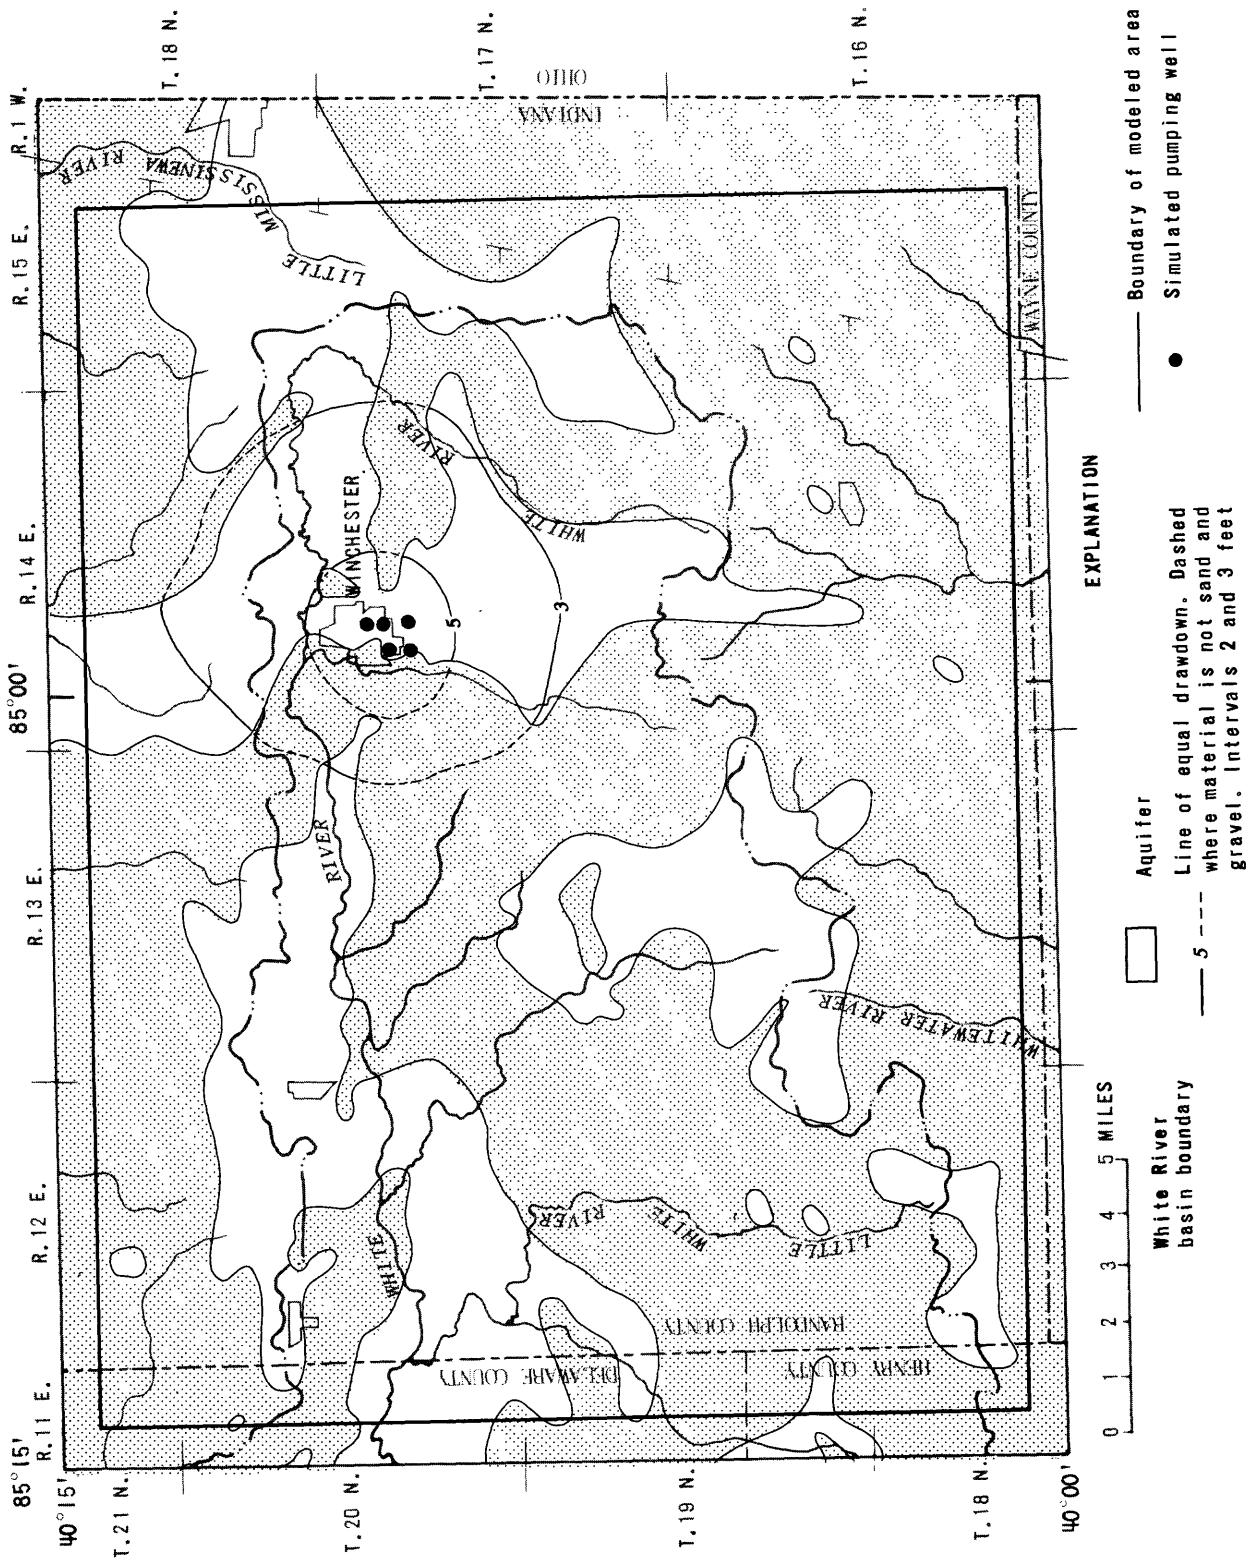 85°15'
R.11 E.
R.12 E.
R.13 E.
85°00'
R.14 E.
R.15 E.
R.1 W.
40°15'
T.21 N.
T.20 N.
T.19 N.
T.18 N.
40°00'
T.18 N.
T.17 N.
T.16 N.
MISSISSINEWA
RIVER
LITTLE
INDIANA
OHIO
WINCHESTER
WHITE
RIVER
5
3
RIVER
WHITE
LITTLE
WHITE
RIVER
WHITEWATER RIVER
DELAWARE COUNTY
RANDOLPH COUNTY
HENRY COUNTY
WAYNE COUNTY
0 1 2 3 4 5 MILES
EXPLANATION
White River
basin boundary
Aquifer
5 Line of equal drawdown. Dashed
where material is not sand and
gravel. Intervals 2 and 3 feet
Boundary of modeled area
Simulated pumping well